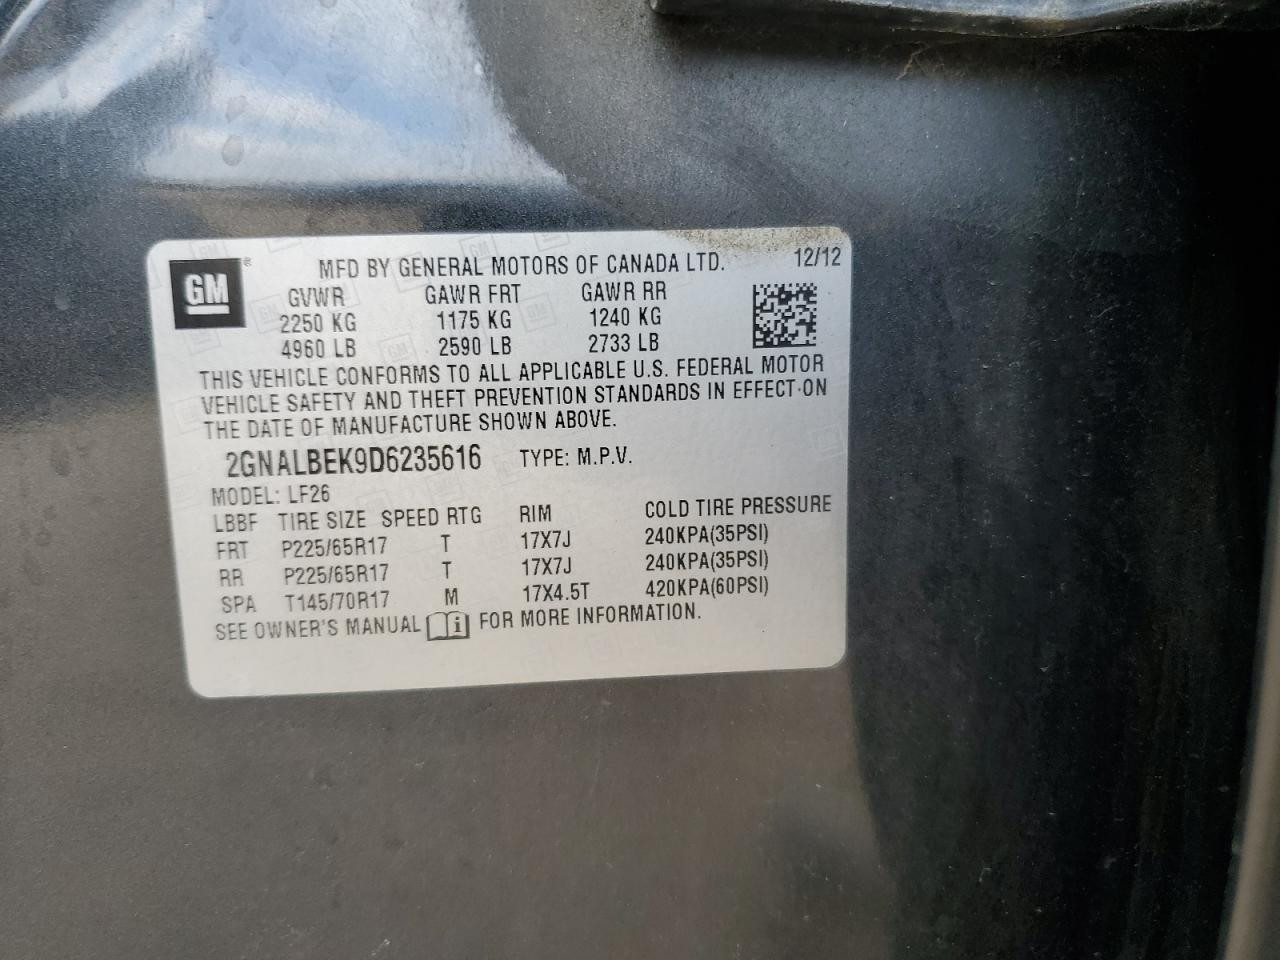 GM ® MFD BY GENERAL MOTORS OF CANADA LTD. 12/12
GVWR GAWR FRT GAWR RR
2250 KG 1175 KG 1240 KG
4960 LB 2590 LB 2733 LB
THIS VEHICLE CONFORMS TO ALL APPLICABLE U.S. FEDERAL MOTOR
VEHICLE SAFETY AND THEFT PREVENTION STANDARDS IN EFFECT ON
THE DATE OF MANUFACTURE SHOWN ABOVE.
2GNALBEK9D6235616 TYPE: M.P.V.
MODEL: LF26
LBBF TIRE SIZE SPEED RTG RIM COLD TIRE PRESSURE
FRT P225/65R17 T 17X7J 240KPA(35PSI)
RR P225/65R17 T 17X7J 240KPA(35PSI)
SPA T145/70R17 M 17X4.5T 420KPA(60PSI)
SEE OWNER'S MANUAL i FOR MORE INFORMATION.